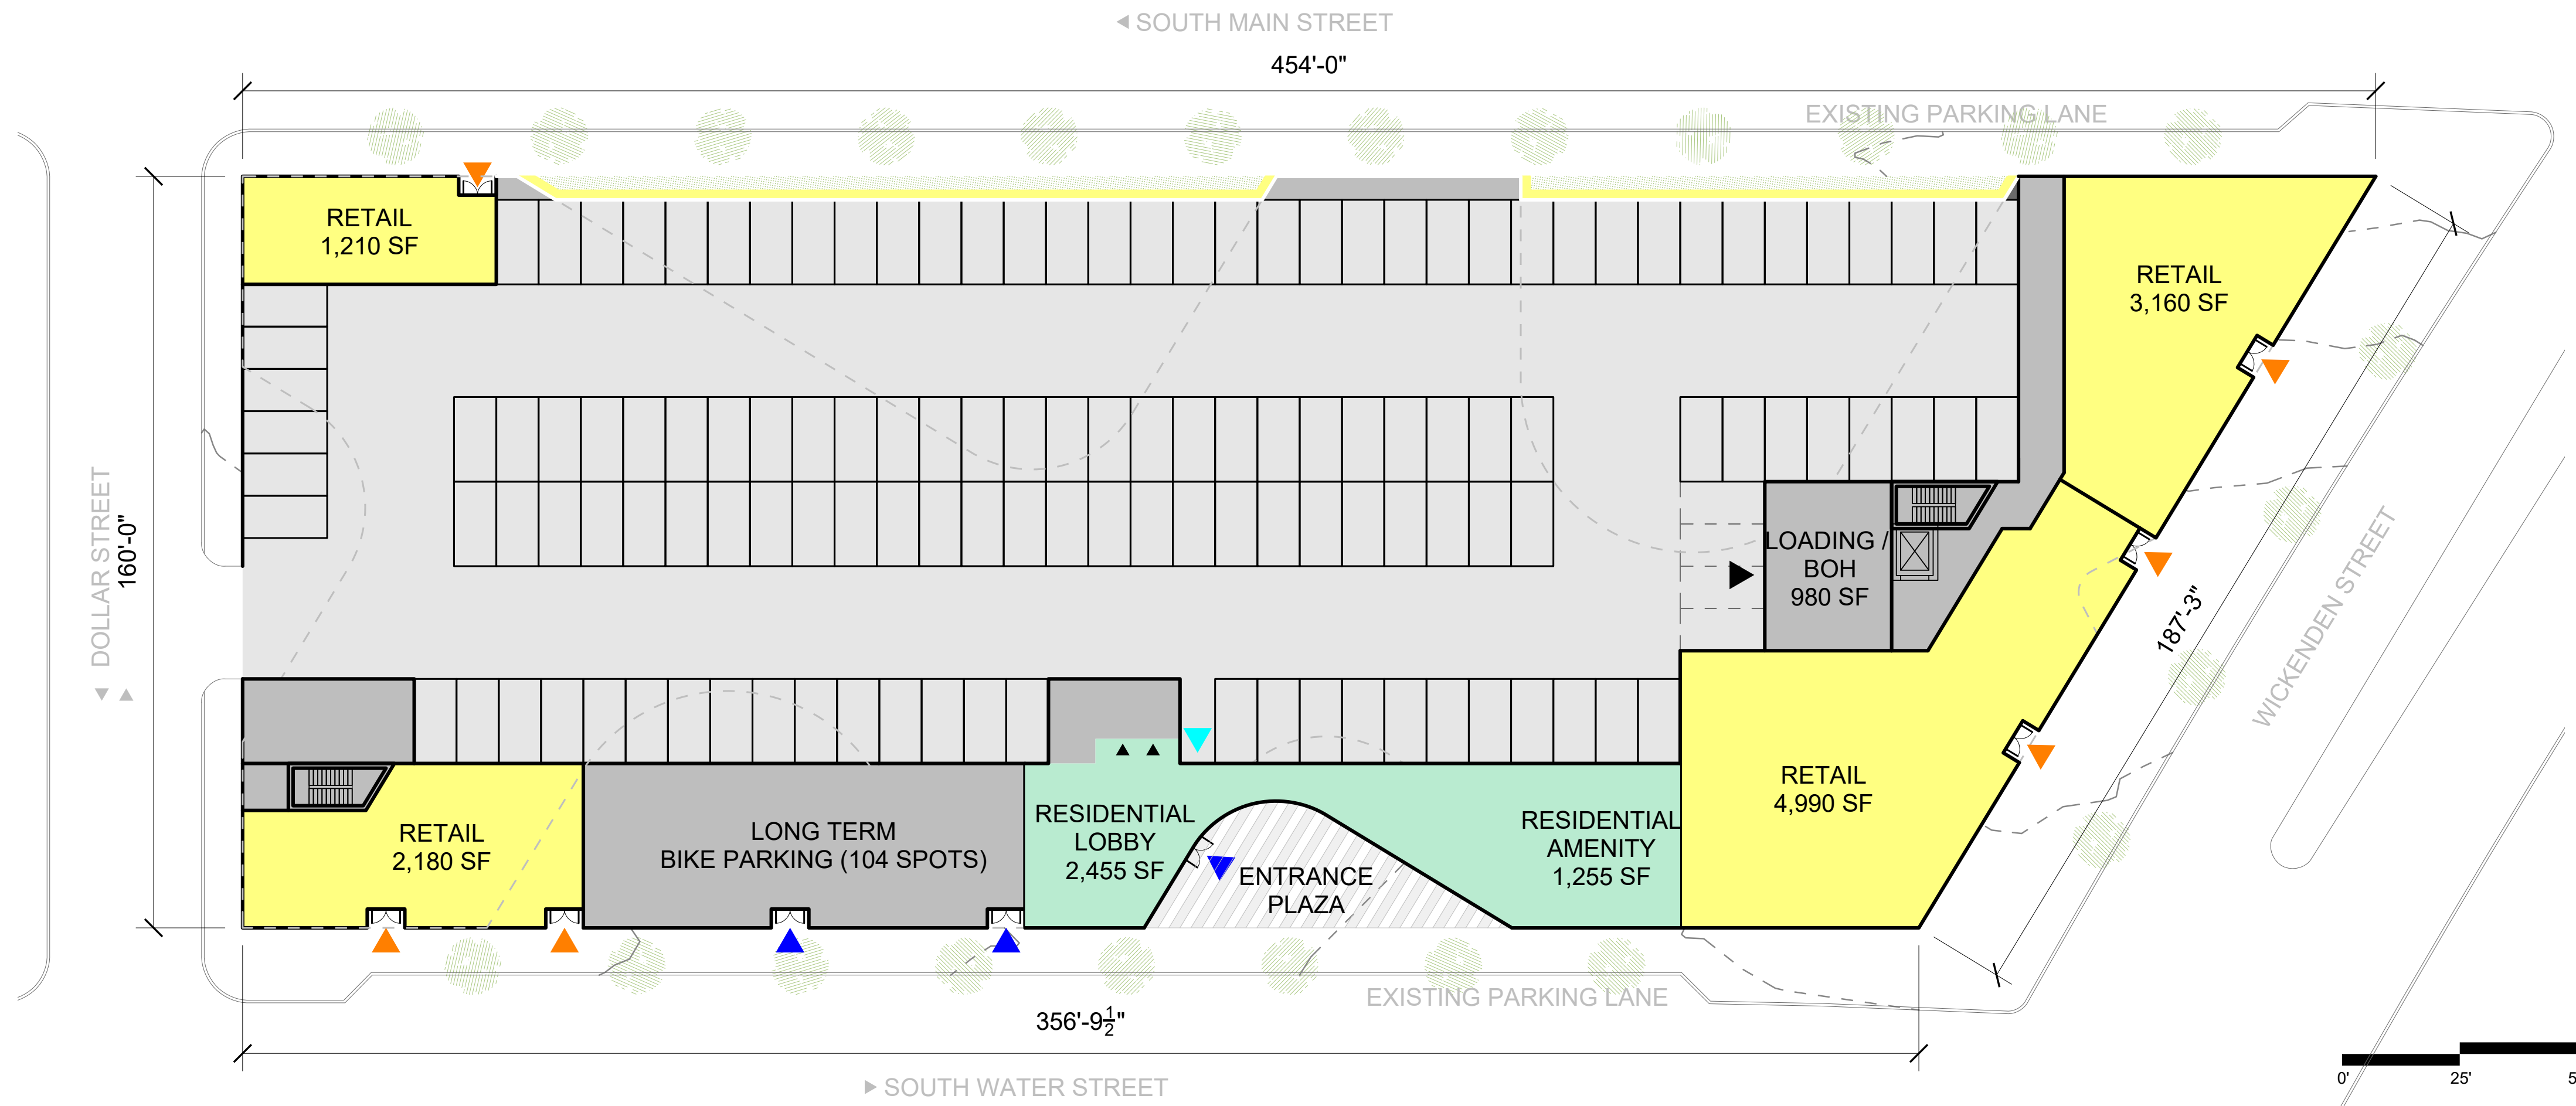 SOUTH MAIN STREET
454'-0"
EXISTING PARKING LANE
RETAIL
1,210 SF
RETAIL
3,160 SF
DOLLAR STREET
160'-0"
LOADING /
BOH
980 SF
187'-3"
WICKENDEN STREET
RETAIL
2,180 SF
LONG TERM
BIKE PARKING (104 SPOTS)
RESIDENTIAL
LOBBY
2,455 SF
ENTRANCE
PLAZA
RESIDENTIAL
AMENITY
1,255 SF
RETAIL
4,990 SF
EXISTING PARKING LANE
356'-9½"
SOUTH WATER STREET
0' 25' 5